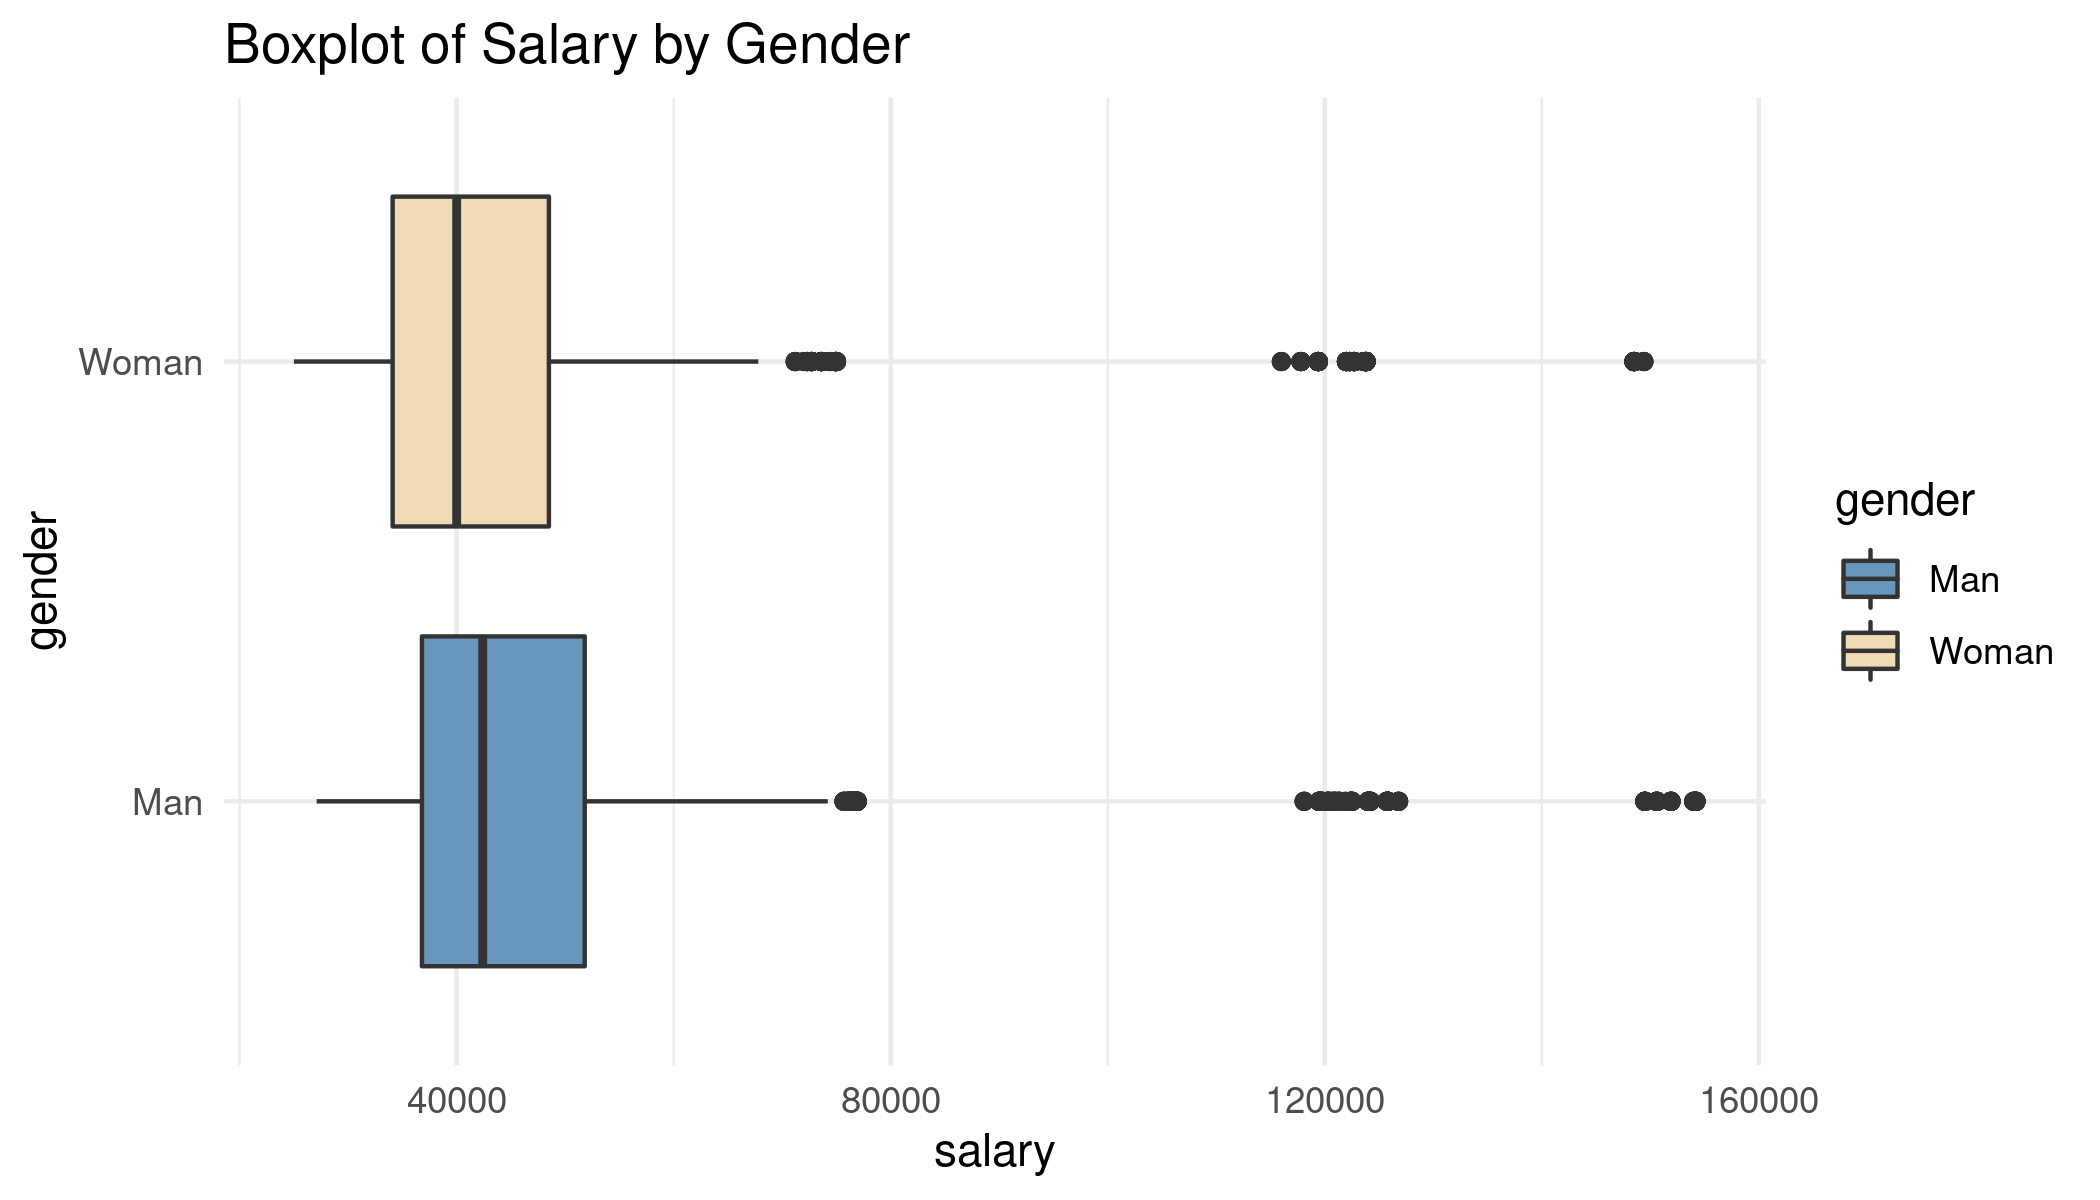 Boxplot of Salary by Gender
Woman
Man
gender
40000
80000
120000
160000
salary
gender
Man
Woman